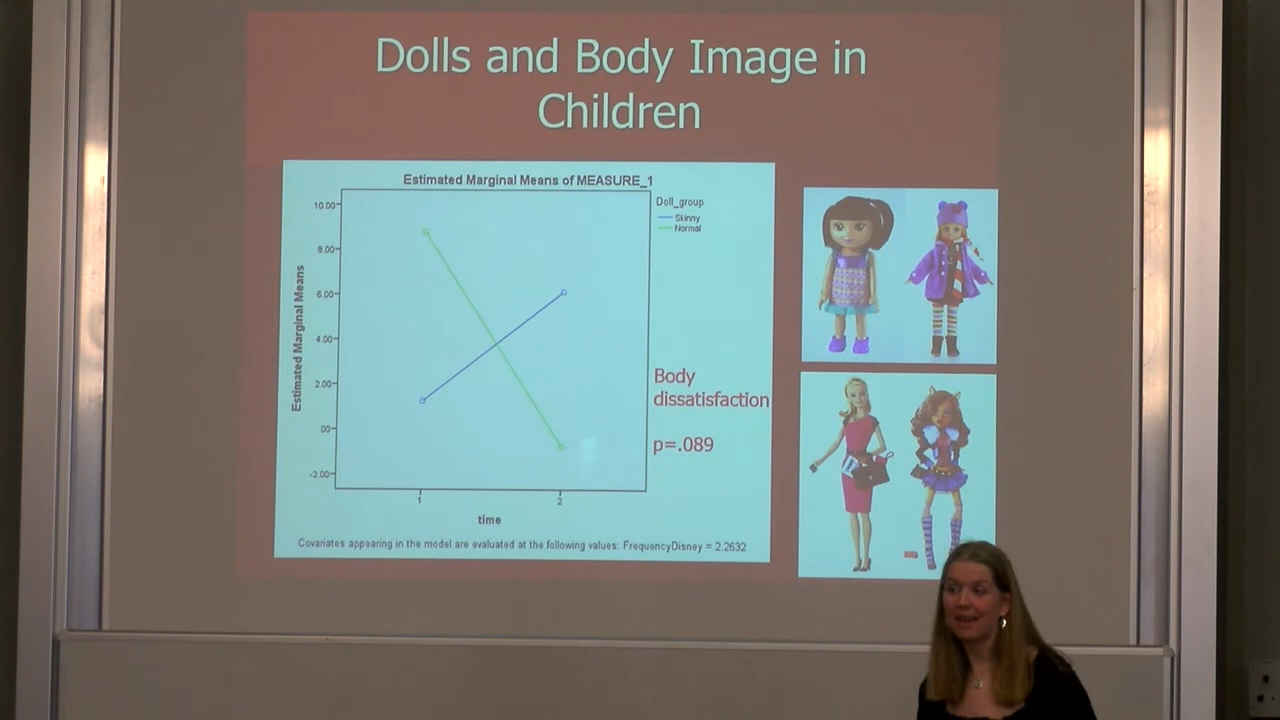 Dolls and Body Image in
Children
Estimated Marginal Means of MEASURE_1
Doll_group
Skinny
Normal
Estimated Marginal Means
10.00
8.00
6.00
4.00
2.00
.00
-2.00
1
2
time
Body
dissatisfaction
p=.089
Covariates appearing in the model are evaluated at the following values: FrequencyDisney = 2.2632